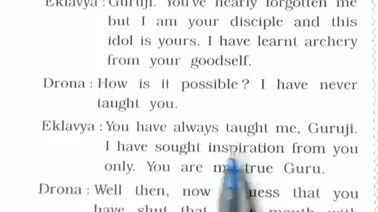 Eklavya : Guruji. You've nearly forgotten me
but I am your disciple and this
idol is yours. I have learnt archery
from your goodself.
Drona : How is it possible? I have never
taught you.
Eklavya : You have always taught me, Guruji.
I have sought inspiration from you
only. You are true Guru.
Drona : Well then, now that you
have shut that mouth with